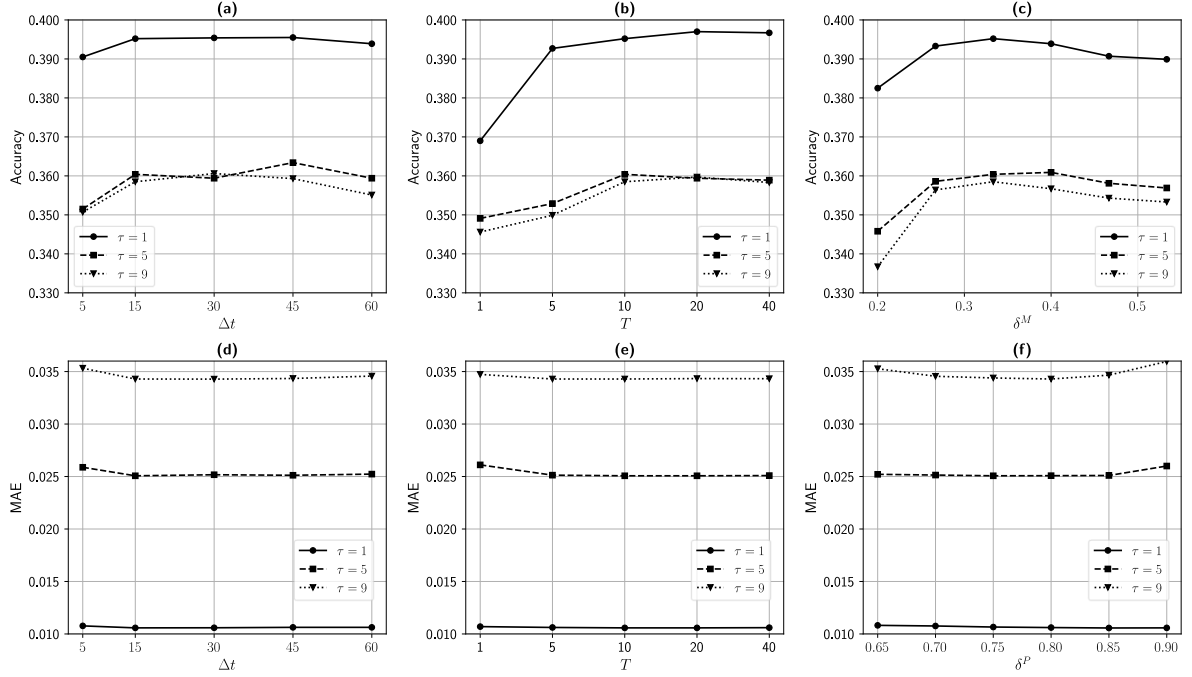 (a)
0.400
0.390
0.380
0.370
0.360
0.350
0.340
0.330
Accuracy
τ = 1
τ = 5
τ = 9
5 15 30 45 60
Δt
(b)
0.400
0.390
0.380
0.370
0.360
0.350
0.340
0.330
Accuracy
τ = 1
τ = 5
τ = 9
1 5 10 20 40
T
(c)
0.400
0.390
0.380
0.370
0.360
0.350
0.340
0.330
Accuracy
τ = 1
τ = 5
τ = 9
0.2 0.3 0.4 0.5
δ^M
(d)
0.035
0.030
0.025
0.020
0.015
0.010
MAE
τ = 1
τ = 5
τ = 9
5 15 30 45 60
Δt
(e)
0.035
0.030
0.025
0.020
0.015
0.010
MAE
τ = 1
τ = 5
τ = 9
1 5 10 20 40
T
(f)
0.035
0.030
0.025
0.020
0.015
0.010
MAE
τ = 1
τ = 5
τ = 9
0.65 0.70 0.75 0.80 0.85 0.90
δ^P